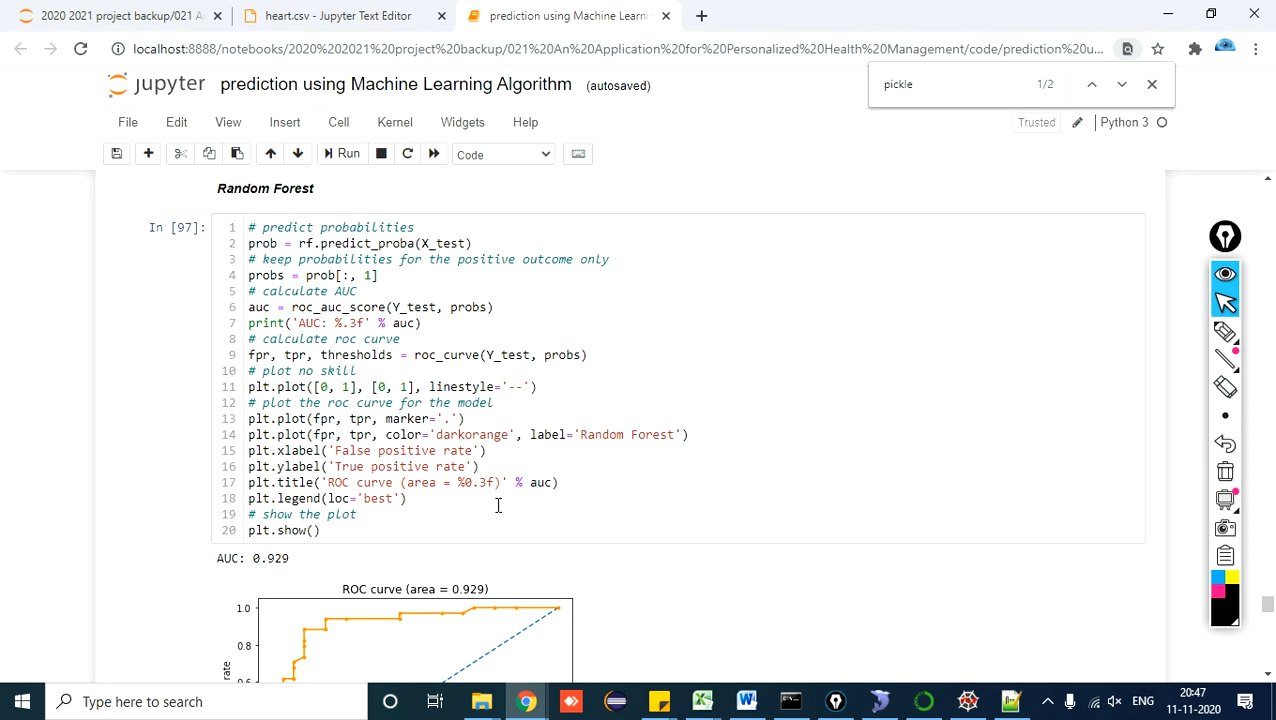 2020 2021 project backup/021 A
heart.csv - Jupyter Text Editor
prediction using Machine Learni
localhost:8888/notebooks/2020%202021%20project%20backup/021%20An%20Application%20for%20Personalized%20Health%20Management/code/prediction%20u...
pickle 1/2
jupyter prediction using Machine Learning Algorithm (autosaved)
File Edit View Insert Cell Kernel Widgets Help
Trusted Python 3
Run Code
Random Forest
In [97]:
1 # predict probabilities
2 prob = rf.predict_proba(X_test)
3 # keep probabilities for the positive outcome only
4 probs = prob[:, 1]
5 # calculate AUC
6 auc = roc_auc_score(Y_test, probs)
7 print('AUC: %.3f' % auc)
8 # calculate roc curve
9 fpr, tpr, thresholds = roc_curve(Y_test, probs)
10 # plot no skill
11 plt.plot([0, 1], [0, 1], linestyle='--')
12 # plot the roc curve for the model
13 plt.plot(fpr, tpr, marker='.')
14 plt.plot(fpr, tpr, color='darkorange', label='Random Forest')
15 plt.xlabel('False positive rate')
16 plt.ylabel('True positive rate')
17 plt.title('ROC curve (area = %0.3f)' % auc)
18 plt.legend(loc='best')
19 # show the plot
20 plt.show()
AUC: 0.929
ROC curve (area = 0.929)
1.0
0.8
rate
Type here to search
ENG
20:47
11-11-2020